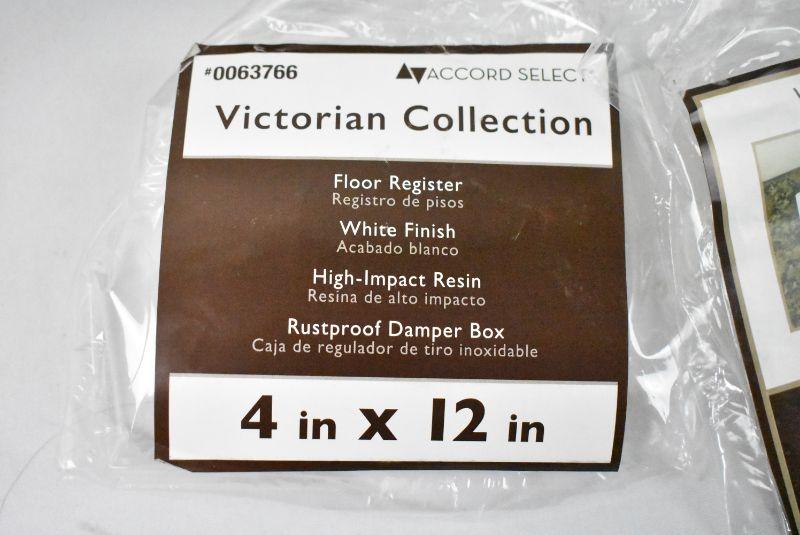 #0063766
ACCORD SELECT
Victorian Collection
Floor Register
Registro de pisos
White Finish
Acabado blanco
High-Impact Resin
Resina de alto impacto
Rustproof Damper Box
Caja de regulador de tiro inoxidable
4 in x 12 in